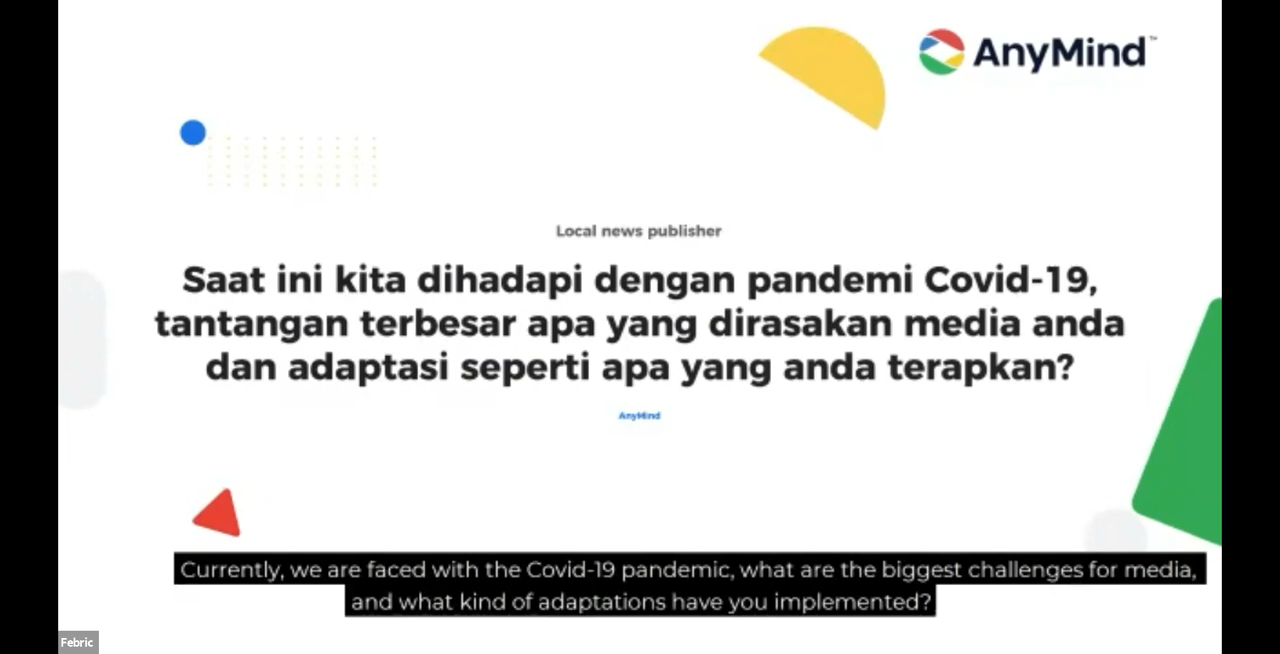 AnyMind™
Local news publisher
Saat ini kita dihadapi dengan pandemi Covid-19,
tantangan terbesar apa yang dirasakan media anda
dan adaptasi seperti apa yang anda terapkan?
AnyMind
Currently, we are faced with the Covid-19 pandemic, what are the biggest challenges for media,
and what kind of adaptations have you implemented?
Febric